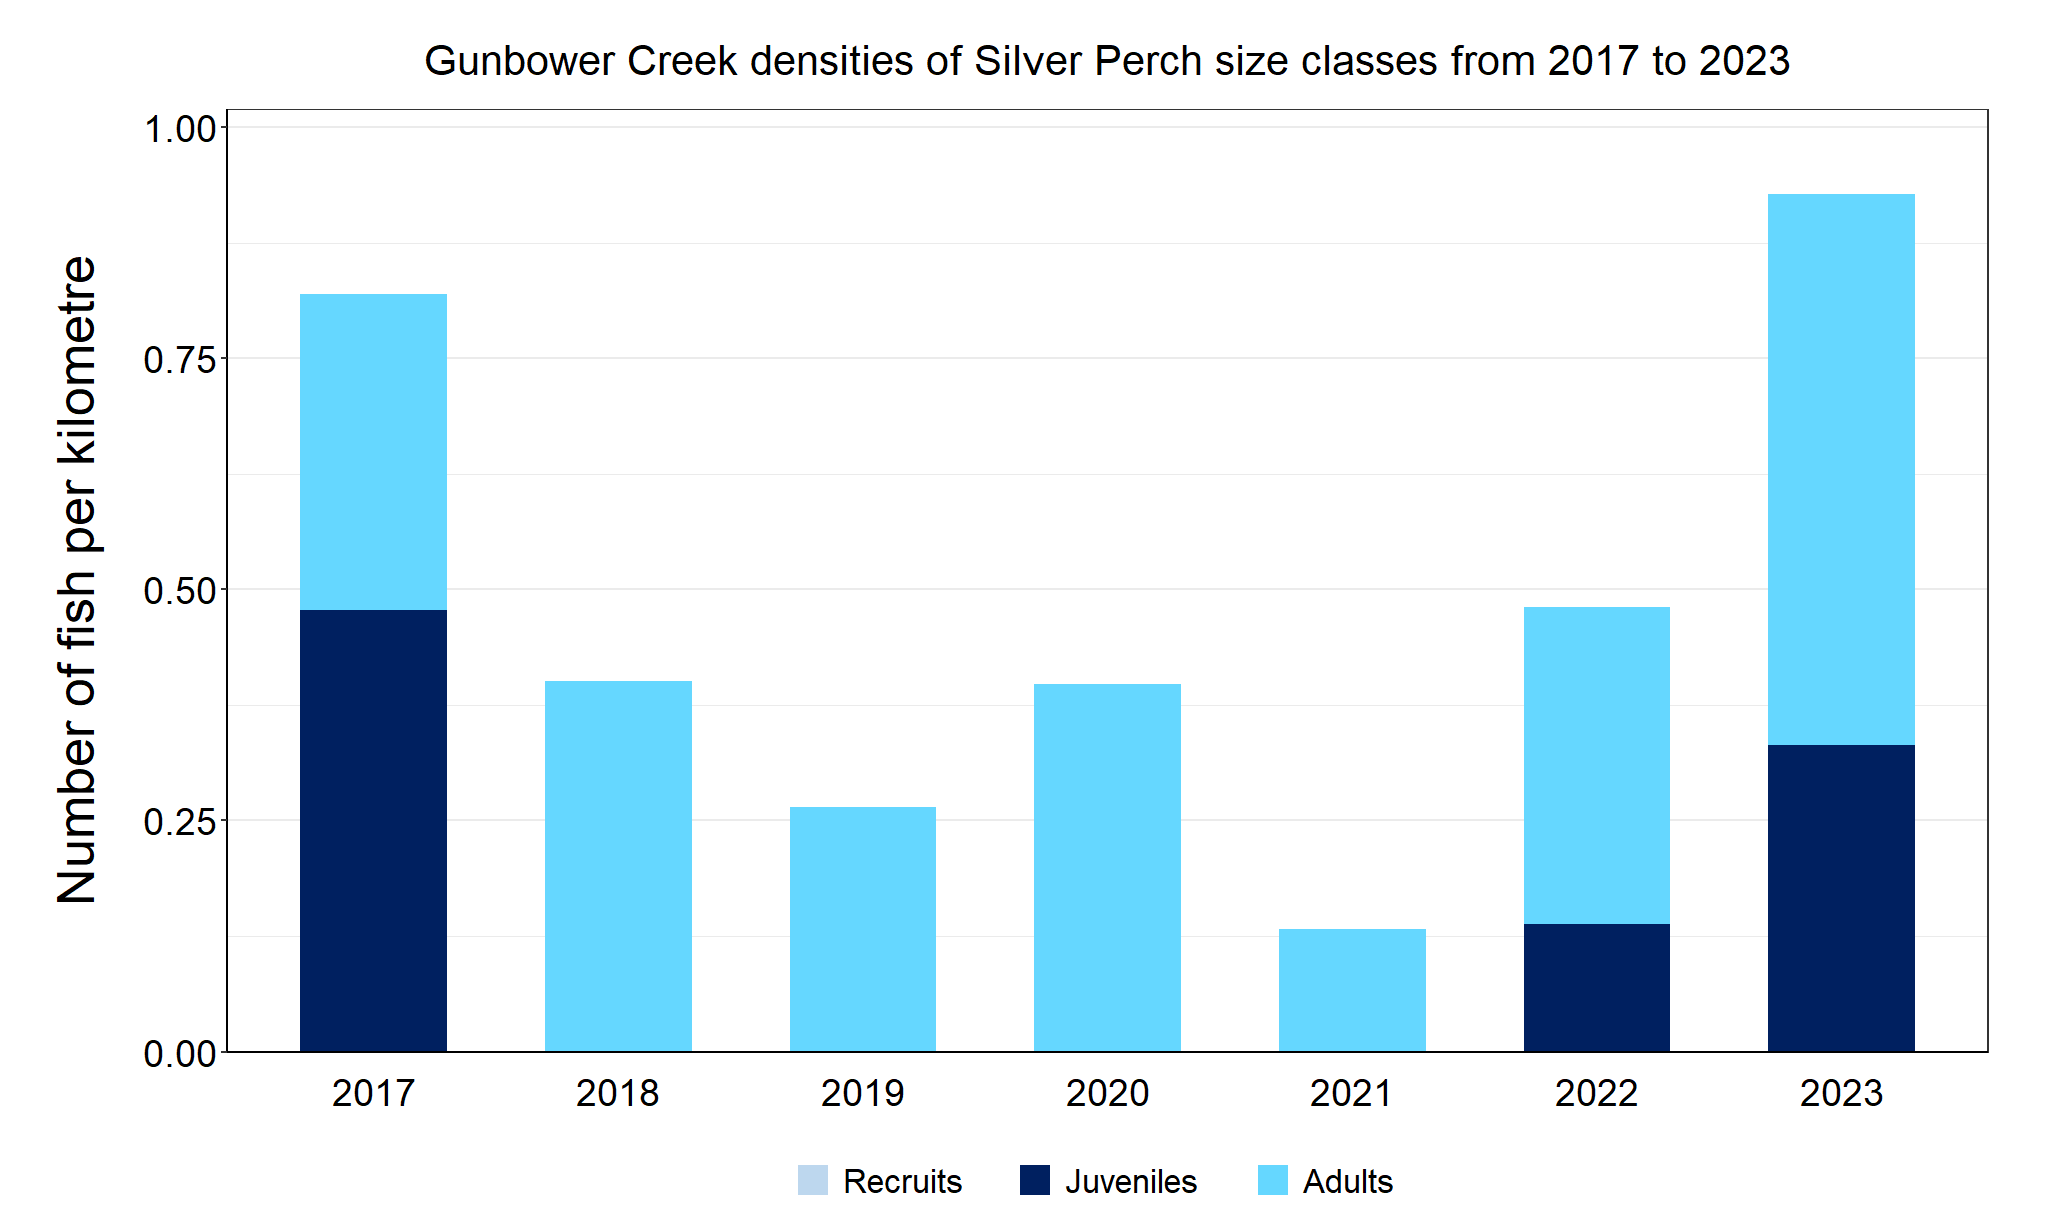 Gunbower Creek densities of Silver Perch size classes from 2017 to 2023
Number of fish per kilometre
1.00
0.75
0.50
0.25
0.00
2017 2018 2019 2020 2021 2022 2023
Recruits Juveniles Adults